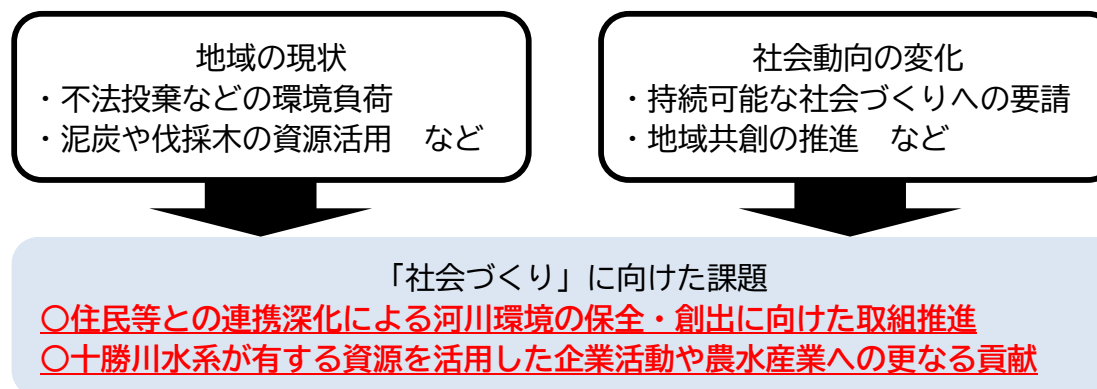 地域の現状
・不法投棄などの環境負荷
・泥炭や伐採木の資源活用　など
社会動向の変化
・持続可能な社会づくりへの要請
・地域共創の推進　など
「社会づくり」に向けた課題
〇住民等との連携深化による河川環境の保全・創出に向けた取組推進
〇十勝川水系が有する資源を活用した企業活動や農水産業への更なる貢献